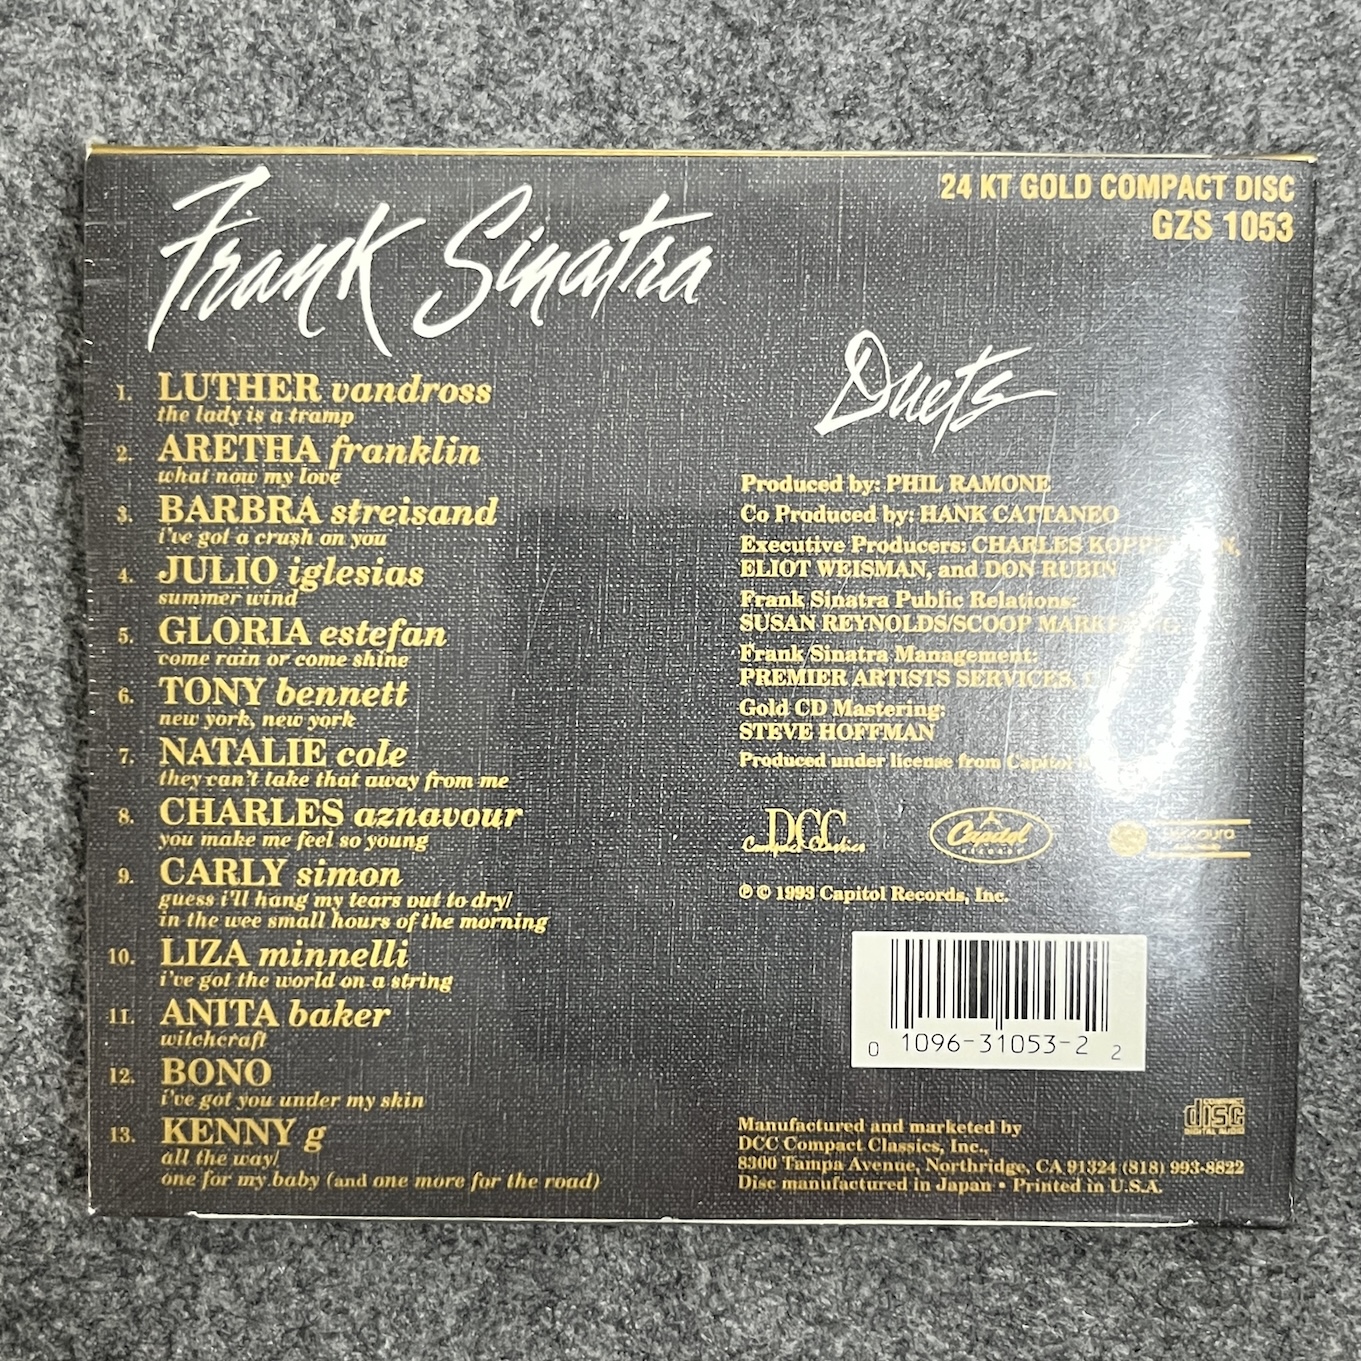 Frank Sinatra
24 KT GOLD COMPACT DISC
GZS 1053
Duets
1. LUTHER vandross
the lady is a tramp
2. ARETHA franklin
what now my love
3. BARBRA streisand
i've got a crush on you
4. JULIO iglesias
summer wind
5. GLORIA estefan
come rain or come shine
6. TONY bennett
new york, new york
7. NATALIE cole
they can't take that away from me
8. CHARLES aznavour
you make me feel so young
9. CARLY simon
guess i'll hang my tears out to dry/
in the wee small hours of the morning
10. LIZA minnelli
i've got the world on a string
11. ANITA baker
witchcraft
12. BONO
i've got you under my skin
13. KENNY g
all the way/
one for my baby (and one more for the road)
Produced by: PHIL RAMONE
Co Produced by: HANK CATTANEO
Executive Producers: CHARLES
ELIOT WEISMAN, and DON RUBIN
Frank Sinatra Public Relations:
SUSAN REYNOLDS/SCOOP
Frank Sinatra Management:
PREMIER ARTISTS SERVICES,
Gold CD Mastering:
STEVE HOFFMAN
Produced under license from Capitol
DCC
Compact Classics
Capitol
RECORDS
℗ © 1993 Capitol Records, Inc.
0 1096-31053-2 2
COMPACT
disc
DIGITAL AUDIO
Manufactured and marketed by
DCC Compact Classics, Inc.,
8300 Tampa Avenue, Northridge, CA 91324 (818) 993-8822
Disc manufactured in Japan • Printed in U.S.A.